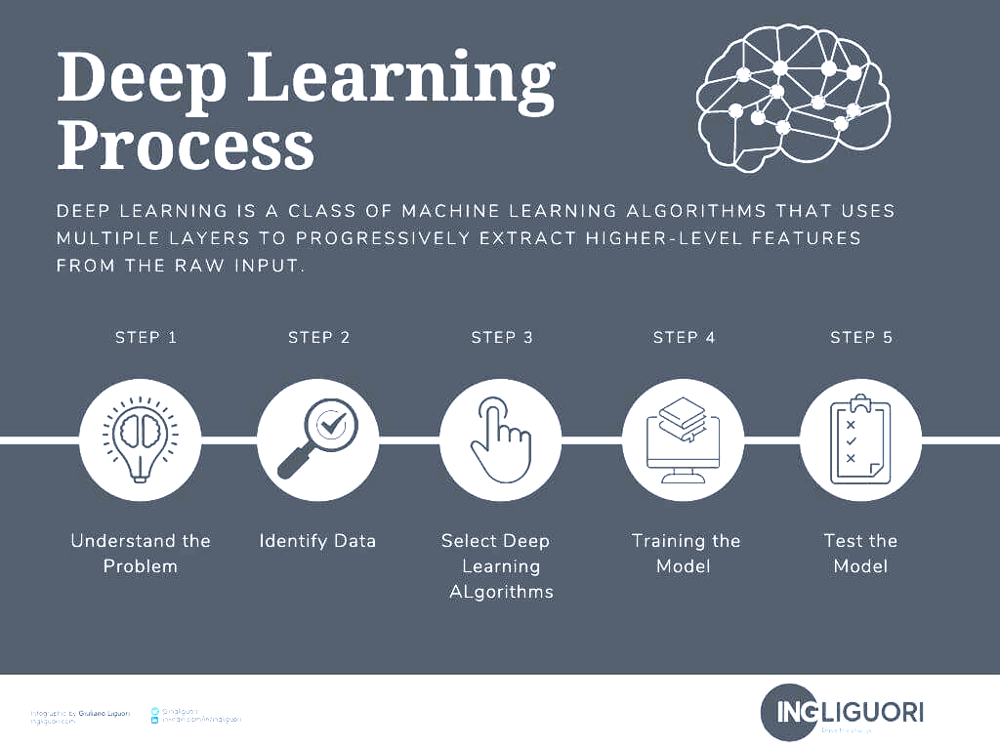 Deep Learning
Process
DEEP LEARNING IS A CLASS OF MACHINE LEARNING ALGORITHMS THAT USES
MULTIPLE LAYERS TO PROGRESSIVELY EXTRACT HIGHER-LEVEL FEATURES
FROM THE RAW INPUT.
STEP 1
STEP 2
STEP 3
STEP 4
STEP 5
Understand the
Problem
Identify Data
Select Deep
Learning
ALgorithms
Training the
Model
Test the
Model
Infographic by Giuliano Liguori
ingliguori.com
@ingliguori
linkedin.com/in/ingliguori
INGLIGUORI